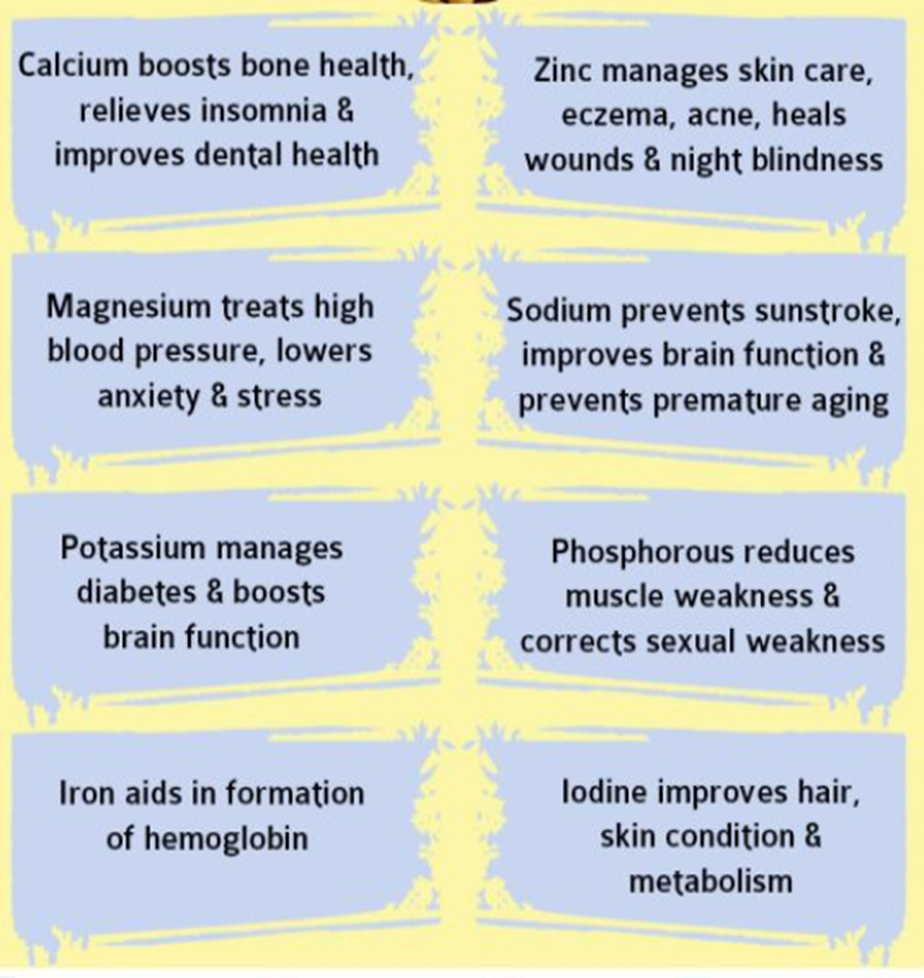 Calcium boosts bone health,
relieves insomnia &
improves dental health
Zinc manages skin care,
eczema, acne, heals
wounds & night blindness
Magnesium treats high
blood pressure, lowers
anxiety & stress
Sodium prevents sunstroke,
improves brain function &
prevents premature aging
Potassium manages
diabetes & boosts
brain function
Phosphorous reduces
muscle weakness &
corrects sexual weakness
Iron aids in formation
of hemoglobin
Iodine improves hair,
skin condition &
metabolism